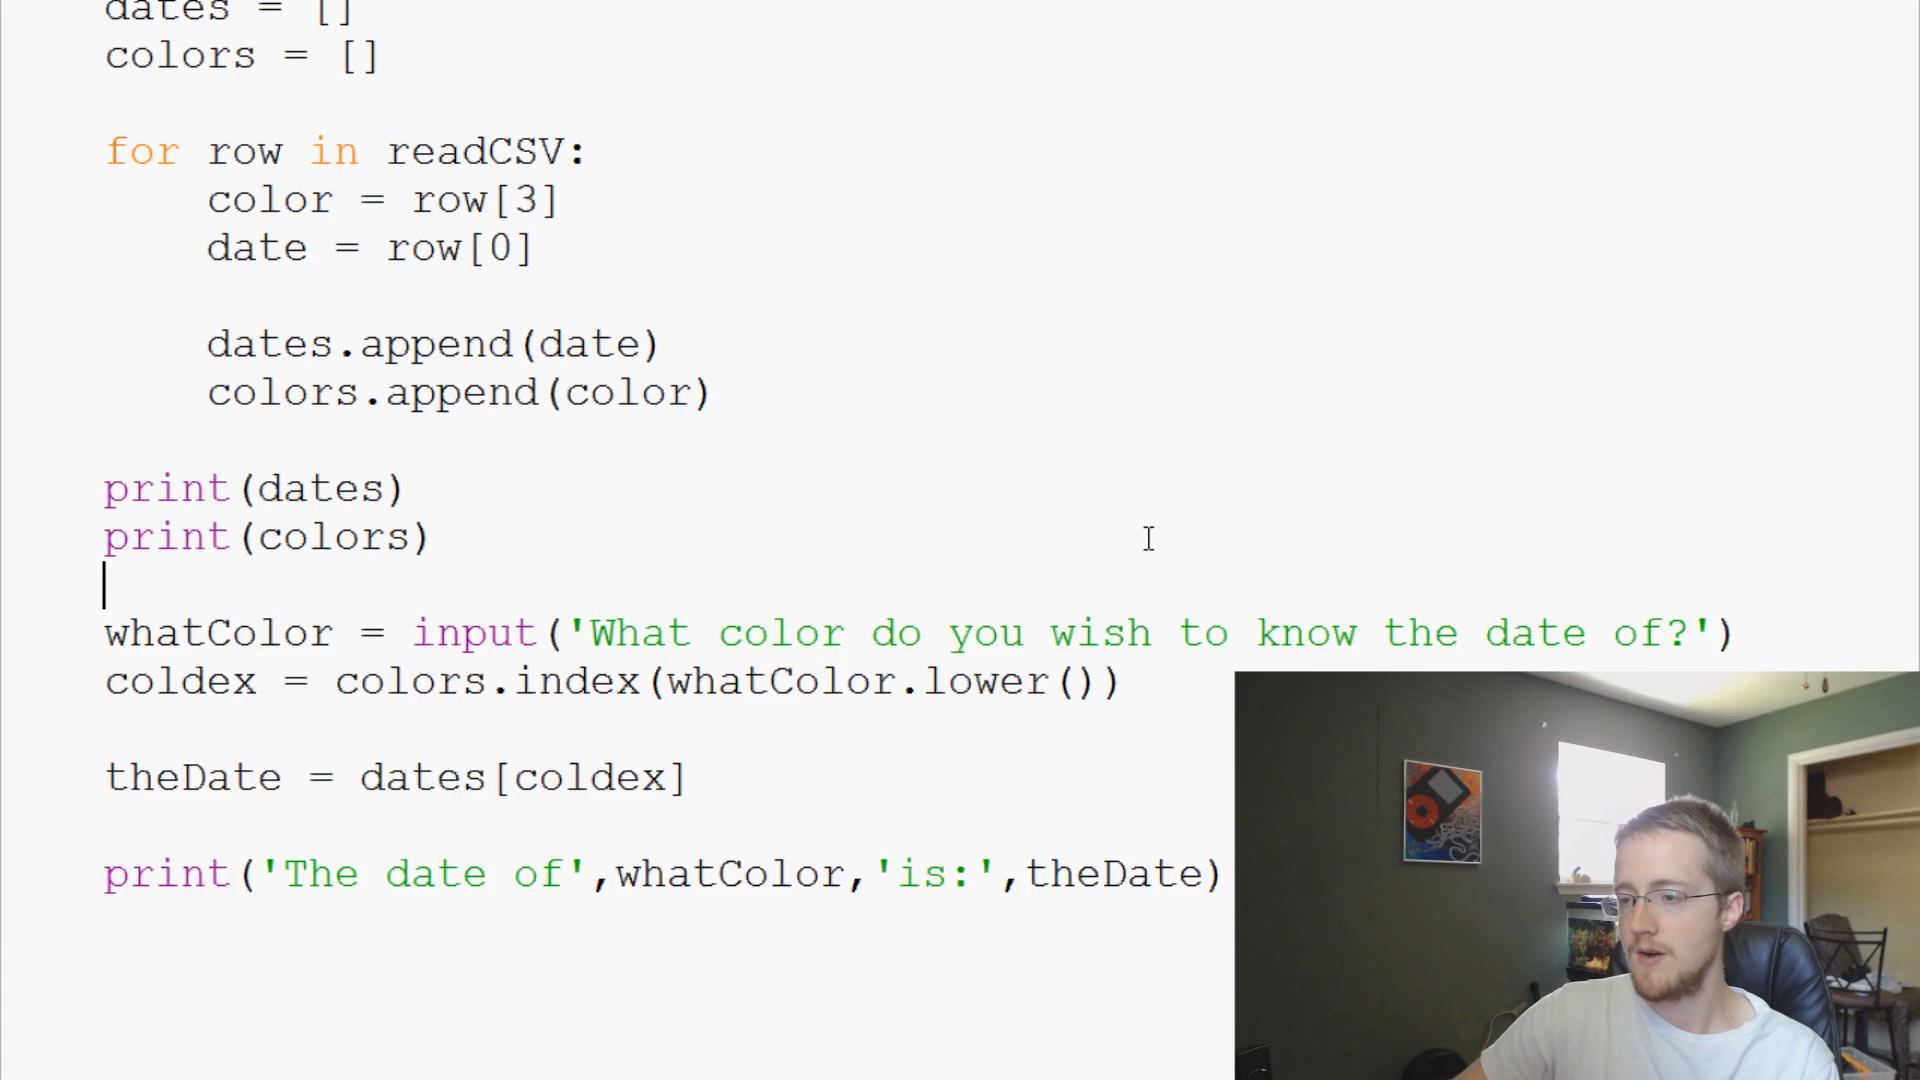 dates = []
colors = []
for row in readCSV:
color = row[3]
date = row[0]
dates.append(date)
colors.append(color)
print(dates)
print(colors)
whatColor = input('What color do you wish to know the date of?')
coldex = colors.index(whatColor.lower())
theDate = dates[coldex]
print('The date of',whatColor,'is:',theDate)